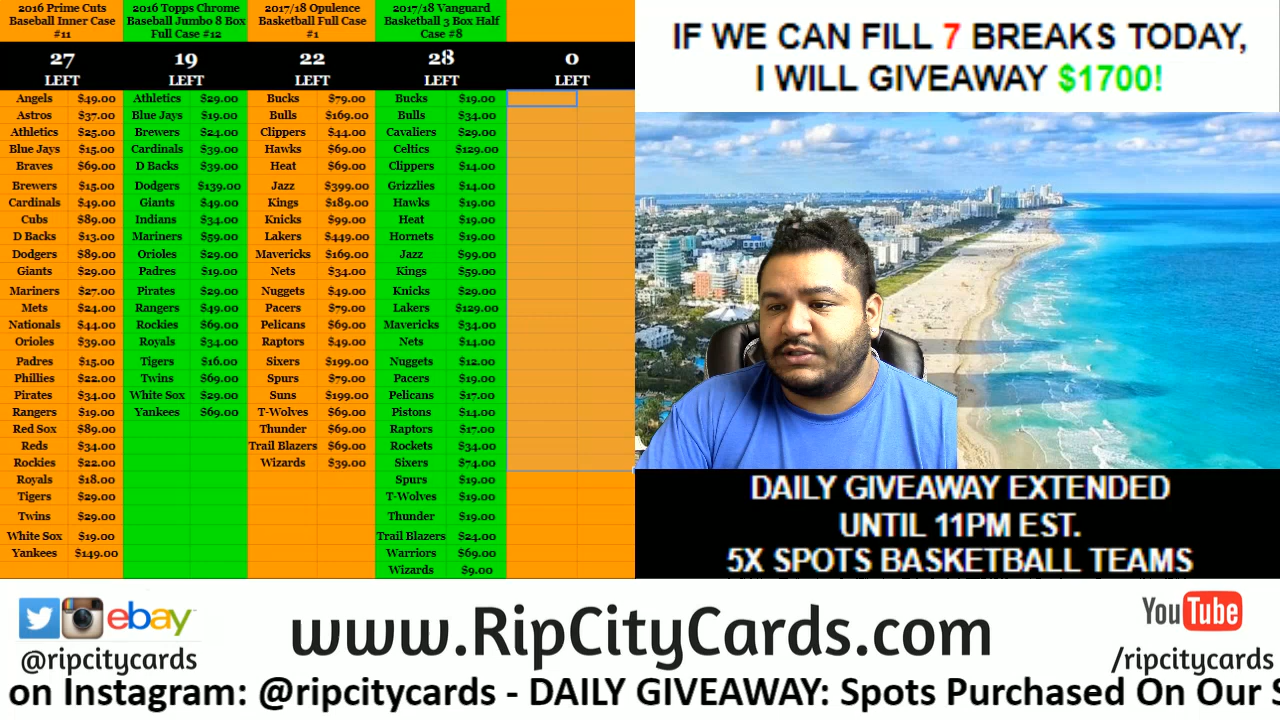 2016 Prime Cuts Baseball Inner Case #11
27 LEFT
Angels $49.00
Astros $37.00
Athletics $25.00
Blue Jays $15.00
Braves $69.00
Brewers $15.00
Cardinals $49.00
Cubs $89.00
D Backs $13.00
Dodgers $89.00
Giants $29.00
Mariners $27.00
Mets $24.00
Nationals $44.00
Orioles $39.00
Padres $15.00
Phillies $22.00
Pirates $34.00
Rangers $19.00
Red Sox $89.00
Reds $34.00
Rockies $22.00
Royals $18.00
Tigers $29.00
Twins $29.00
White Sox $19.00
Yankees $149.00
2016 Topps Chrome Baseball Jumbo 8 Box Full Case #12
19 LEFT
Athletics $29.00
Blue Jays $19.00
Brewers $24.00
Cardinals $39.00
D Backs $39.00
Dodgers $139.00
Giants $49.00
Indians $34.00
Mariners $59.00
Orioles $29.00
Padres $19.00
Pirates $29.00
Rangers $49.00
Rockies $69.00
Royals $34.00
Tigers $16.00
Twins $69.00
White Sox $29.00
Yankees $69.00
2017/18 Opulence Basketball Full Case #1
22 LEFT
Bucks $79.00
Bulls $169.00
Clippers $44.00
Hawks $69.00
Heat $69.00
Jazz $399.00
Kings $189.00
Knicks $99.00
Lakers $449.00
Mavericks $169.00
Nets $34.00
Nuggets $49.00
Pacers $79.00
Pelicans $69.00
Raptors $49.00
Sixers $199.00
Spurs $79.00
Suns $199.00
T-Wolves $69.00
Thunder $69.00
Trail Blazers $69.00
Wizards $39.00
2017/18 Vanguard Basketball 3 Box Half Case #8
28 LEFT
Bucks $19.00
Bulls $34.00
Cavaliers $29.00
Celtics $129.00
Clippers $14.00
Grizzlies $14.00
Hawks $19.00
Heat $19.00
Hornets $19.00
Jazz $99.00
Kings $59.00
Knicks $29.00
Lakers $129.00
Mavericks $34.00
Nets $14.00
Nuggets $12.00
Pacers $19.00
Pelicans $17.00
Pistons $14.00
Raptors $17.00
Rockets $34.00
Sixers $74.00
Spurs $19.00
T-Wolves $19.00
Thunder $19.00
Trail Blazers $24.00
Warriors $69.00
Wizards $9.00
0 LEFT
IF WE CAN FILL 7 BREAKS TODAY,
I WILL GIVEAWAY $1700!
DAILY GIVEAWAY EXTENDED
UNTIL 11PM EST.
5X SPOTS BASKETBALL TEAMS
ebay
@ripcitycards
www.RipCityCards.com
YouTube
/ripcitycards
on Instagram: @ripcitycards - DAILY GIVEAWAY: Spots Purchased On Our S